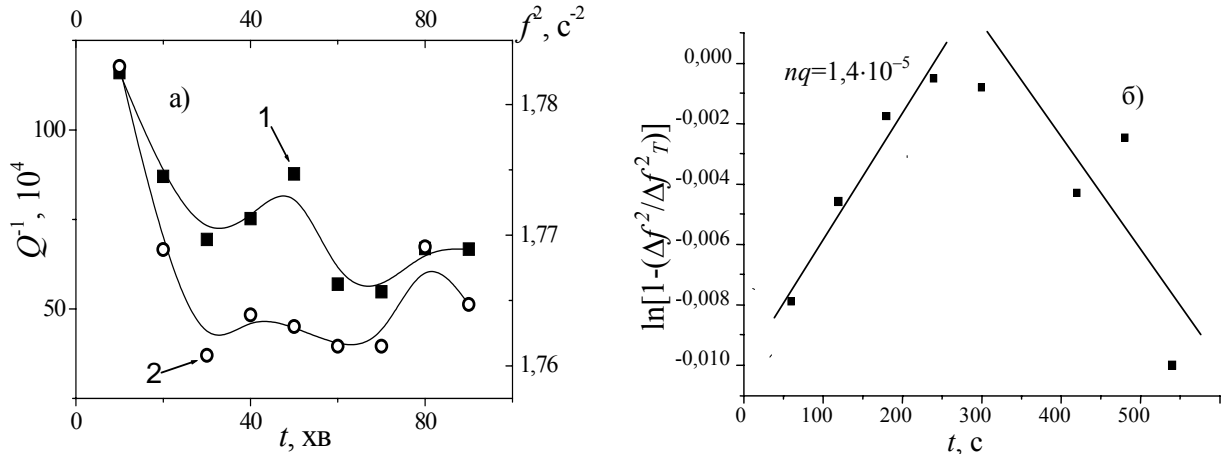 0 40 80
f², с⁻²
Q⁻¹, 10⁴
100
50
а)
1
2
1,78
1,77
1,76
0 40 80
t, хв
ln[1-(Δf²/Δf²_T)]
0,000
-0,002
-0,004
-0,006
-0,008
-0,010
nq=1,4·10⁻⁵
б)
0 100 200 300 400 500
t, с